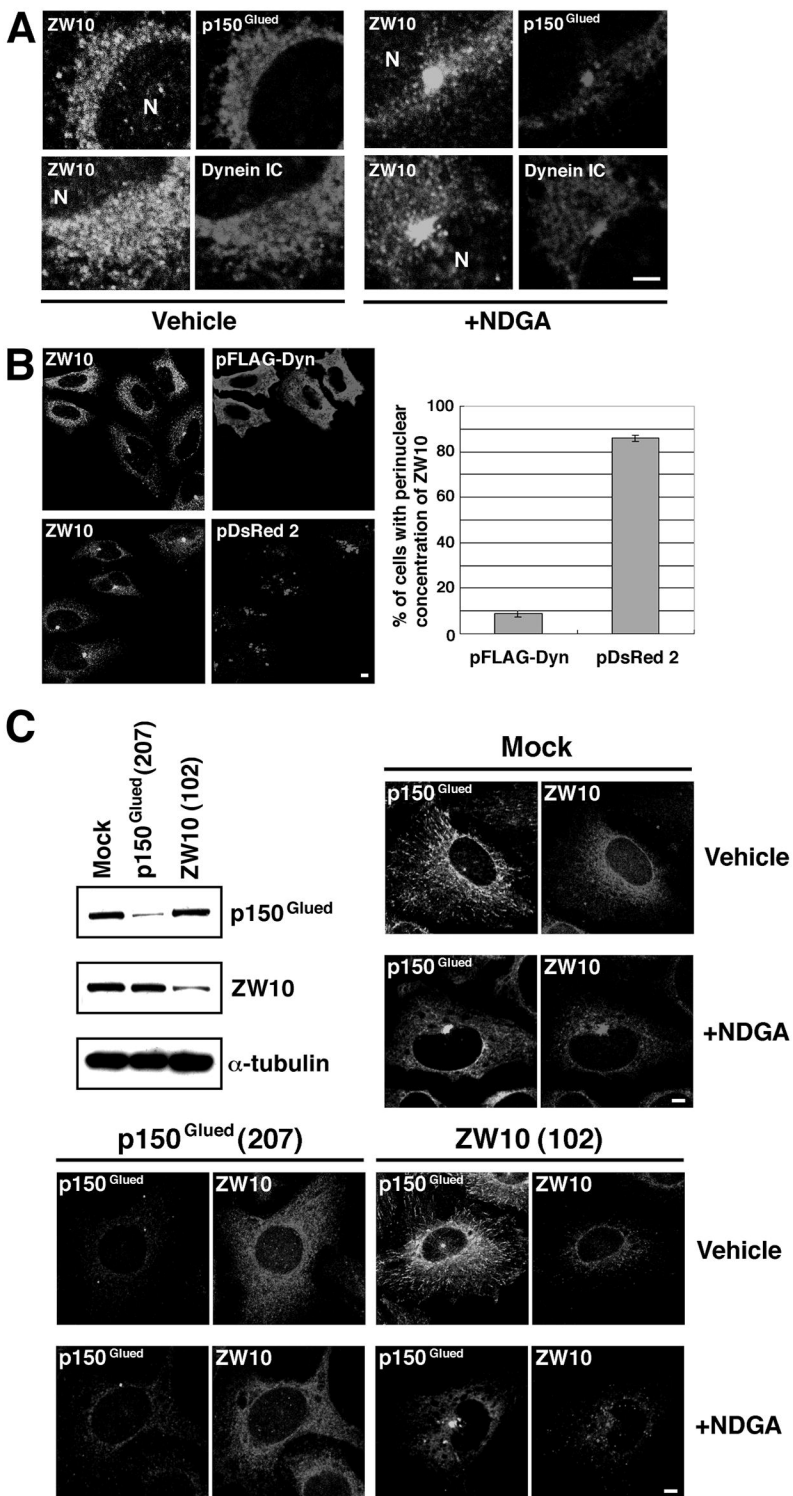 A
ZW10 p150Glued ZW10 p150Glued
N N
ZW10 Dynein IC ZW10 Dynein IC
N N
Vehicle +NDGA
B
ZW10 pFLAG-Dyn
ZW10 pDsRed 2
% of cells with perinuclear
concentration of ZW10
100
80
60
40
20
0
pFLAG-Dyn pDsRed 2
C
Mock
p150Glued(207)
ZW10 (102)
p150Glued
ZW10
α-tubulin
Mock
p150Glued ZW10 Vehicle
p150Glued ZW10 +NDGA
p150Glued(207) ZW10 (102)
p150Glued ZW10 p150Glued ZW10 Vehicle
p150Glued ZW10 p150Glued ZW10 +NDGA